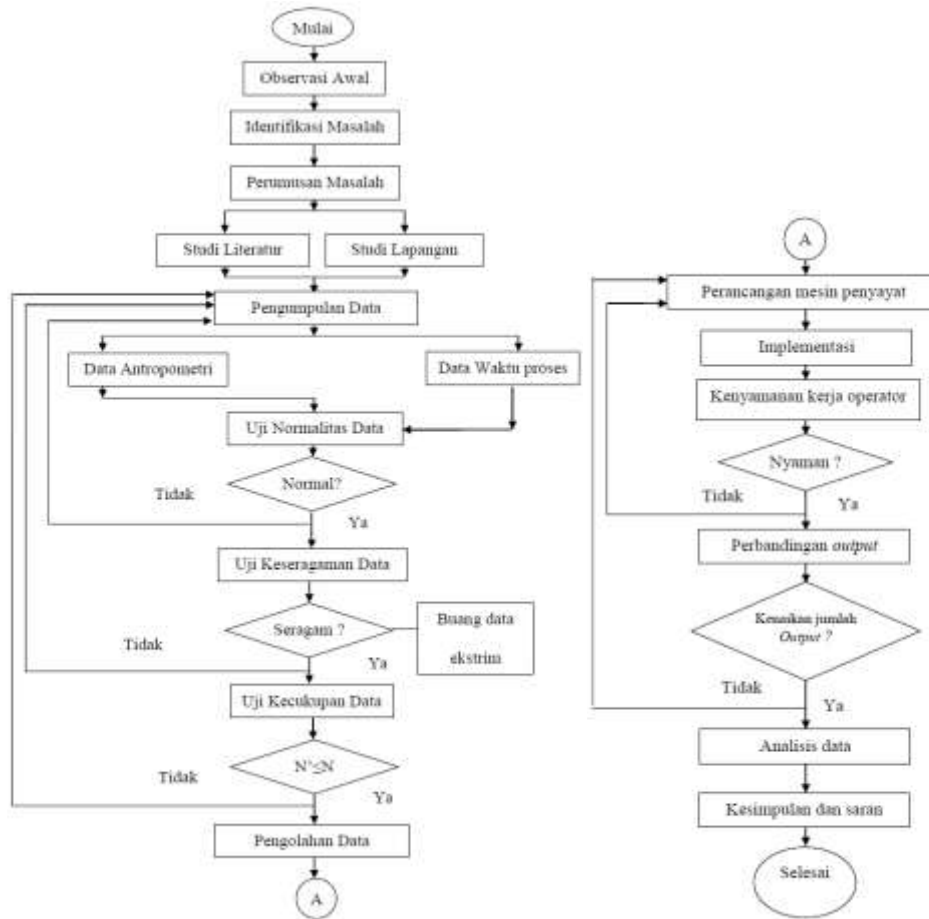 Mulai
Observasi Awal
Identifikasi Masalah
Perumusan Masalah
Studi Literatur
Studi Lapangan
Pengumpulan Data
Data Antropometri
Data Waktu proses
Uji Normalitas Data
Normal?
Tidak
Ya
Uji Keseragaman Data
Seragam ?
Buang data
ekstrim
Tidak
Ya
Uji Kecukupan Data
N'≤N
Tidak
Ya
Pengolahan Data
A
A
Perancangan mesin penyayat
Implementasi
Kenyamanan kerja operator
Nyaman ?
Tidak
Ya
Perbandingan output
Kenaikan jumlah
Output ?
Tidak
Ya
Analisis data
Kesimpulan dan saran
Selesai